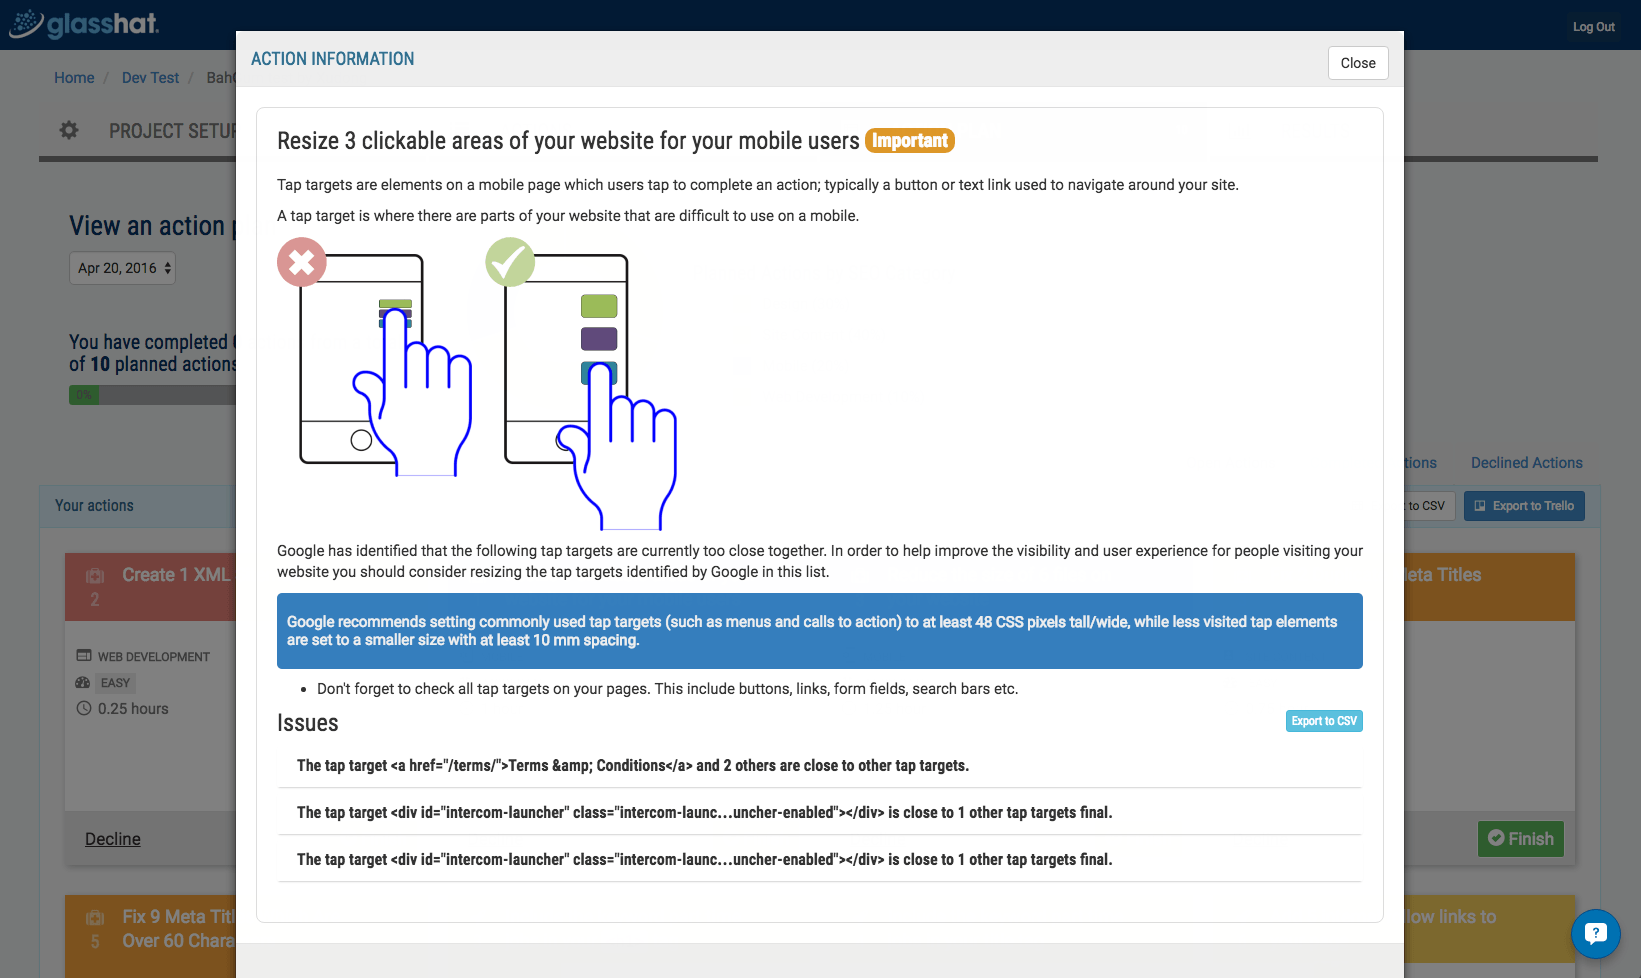 glasshat.
Log Out
ACTION INFORMATION
Close
Home / Dev Test / Bah
PROJECT SETUP
Resize 3 clickable areas of your website for your mobile users Important
Tap targets are elements on a mobile page which users tap to complete an action; typically a button or text link used to navigate around your site.
A tap target is where there are parts of your website that are difficult to use on a mobile.
View an action
Apr 20, 2016
You have completed
of 10 planned actions
0%
tions
Declined Actions
Your actions
to CSV
Export to Trello
Google has identified that the following tap targets are currently too close together. In order to help improve the visibility and user experience for people visiting your
website you should consider resizing the tap targets identified by Google in this list.
Google recommends setting commonly used tap targets (such as menus and calls to action) to at least 48 CSS pixels tall/wide, while less visited tap elements
are set to a smaller size with at least 10 mm spacing.
Don't forget to check all tap targets on your pages. This include buttons, links, form fields, search bars etc.
Issues
Export to CSV
The tap target <a href="/terms/">Terms &amp; Conditions</a> and 2 others are close to other tap targets.
The tap target <div id="intercom-launcher" class="intercom-launc...uncher-enabled"></div> is close to 1 other tap targets final.
The tap target <div id="intercom-launcher" class="intercom-launc...uncher-enabled"></div> is close to 1 other tap targets final.
Create 1 XML
2
WEB DEVELOPMENT
EASY
0.25 hours
Decline
eta Titles
Finish
Fix 9 Meta Titl
5
Over 60 Chara
low links to
?